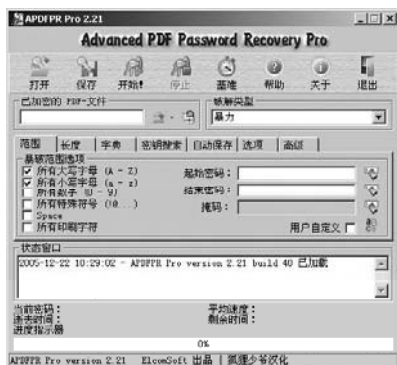 APDFPR Pro 2.21
Advanced PDF Password Recovery Pro
打开 保存 开始! 停止 基准 帮助 关于 退出
已加密的 PDF-文件 破解类型
暴力
范围 长度 字典 密钥搜索 自动保存 选项 高级
暴破范围选项
所有大写字母 (A - Z) 起始密码:
所有小写字母 (a - z) 结束密码:
所有数字 (0 - 9)
所有特殊符号 (!@...) 掩码:
Space
所有印刷字符 用户自定义
状态窗口
2005-12-22 10:29:02 - APDFPR Pro version 2.21 build 40 已加载
当前密码: 平均速度:
逝去时间: 剩余时间:
进度指示器
0%
APDFPR Pro version 2.21 ElcomSoft 出品 狐狸少爷汉化